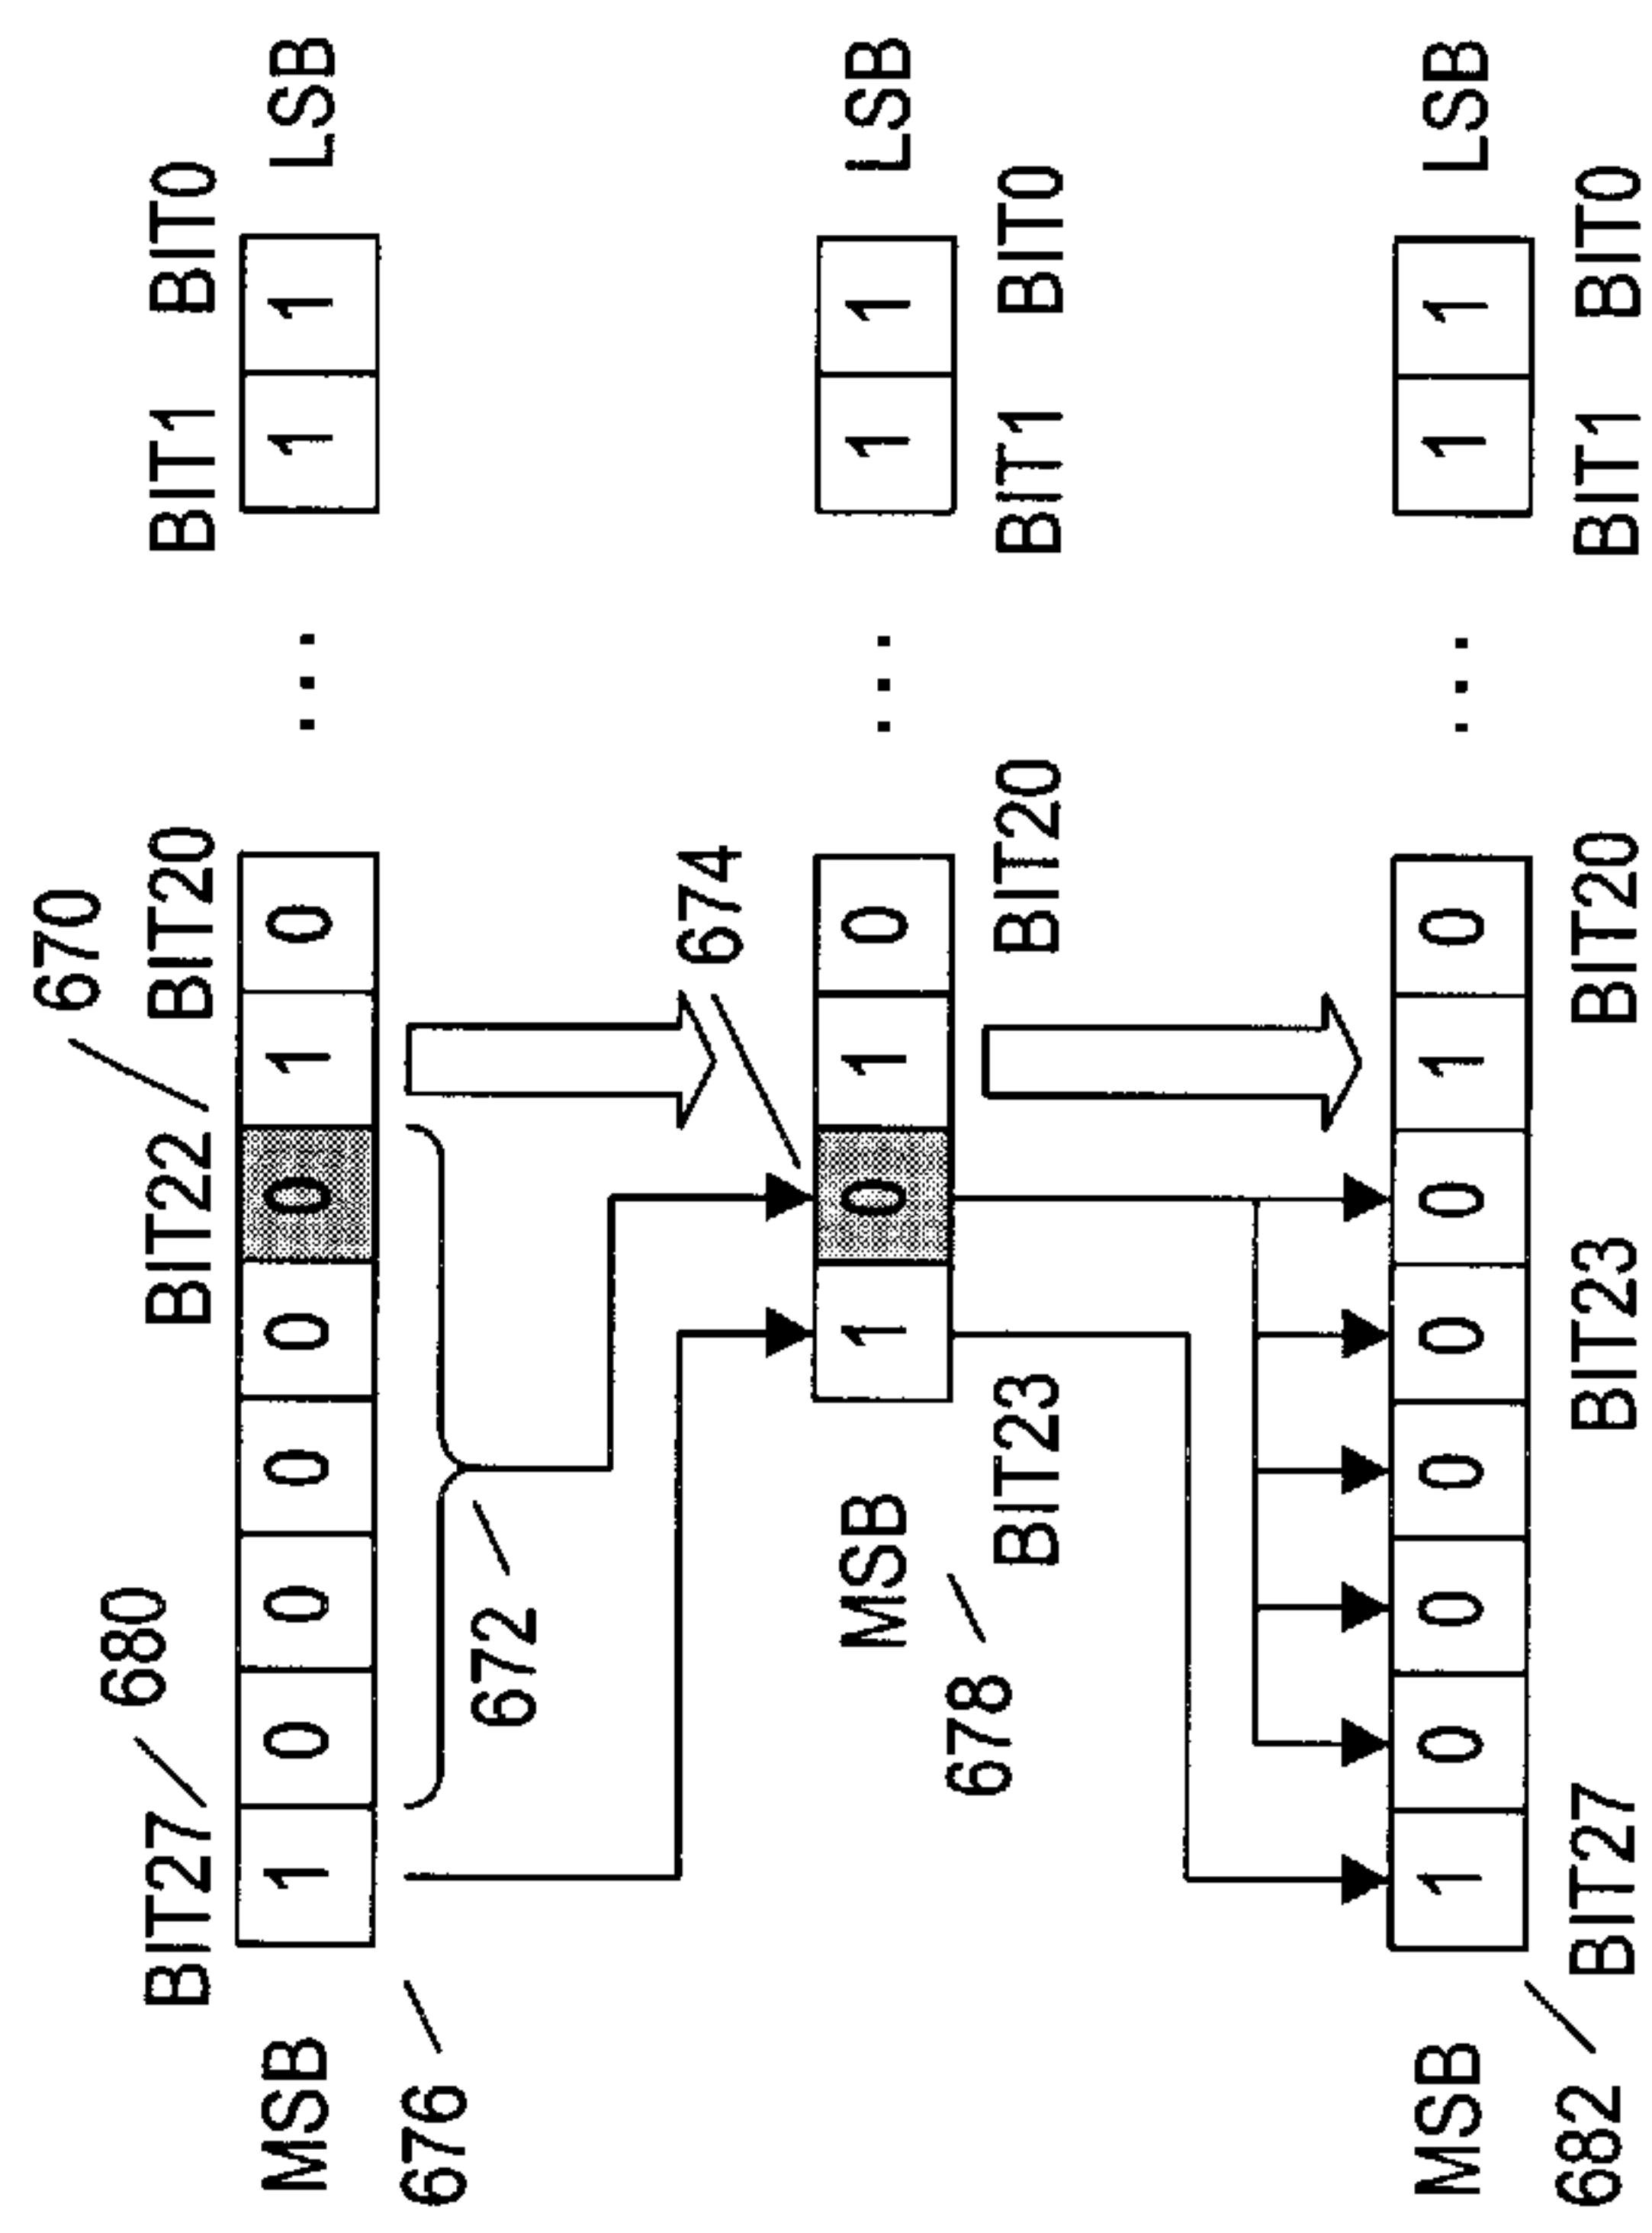 670
680
BIT27 BIT22 BIT20 BIT1 BIT0
MSB 1 0 0 0 0 0 1 0 ... 1 1 LSB
676
672
674
MSB 1 0 1 0 ... 1 1 LSB
678
BIT23 BIT20 BIT1 BIT0
MSB 1 0 0 0 0 0 1 0 ... 1 1 LSB
682
BIT27 BIT23 BIT20 BIT1 BIT0